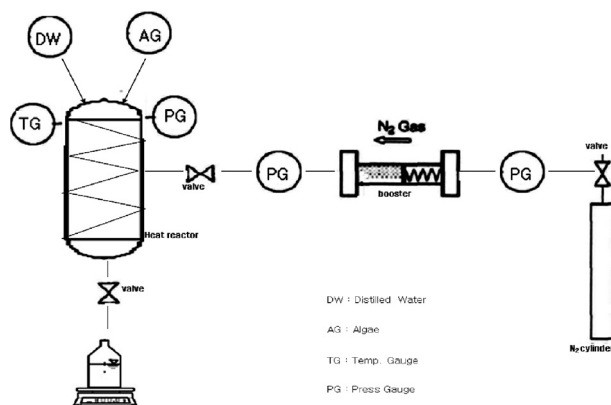 DW
AG
TG
PG
N2 Gas
valve
PG
PG
valve
booster
Heat reactor
valve
DW : Distilled Water
AG : Algae
TG : Temp. Gauge
PG : Press Gauge
N2 cylinder